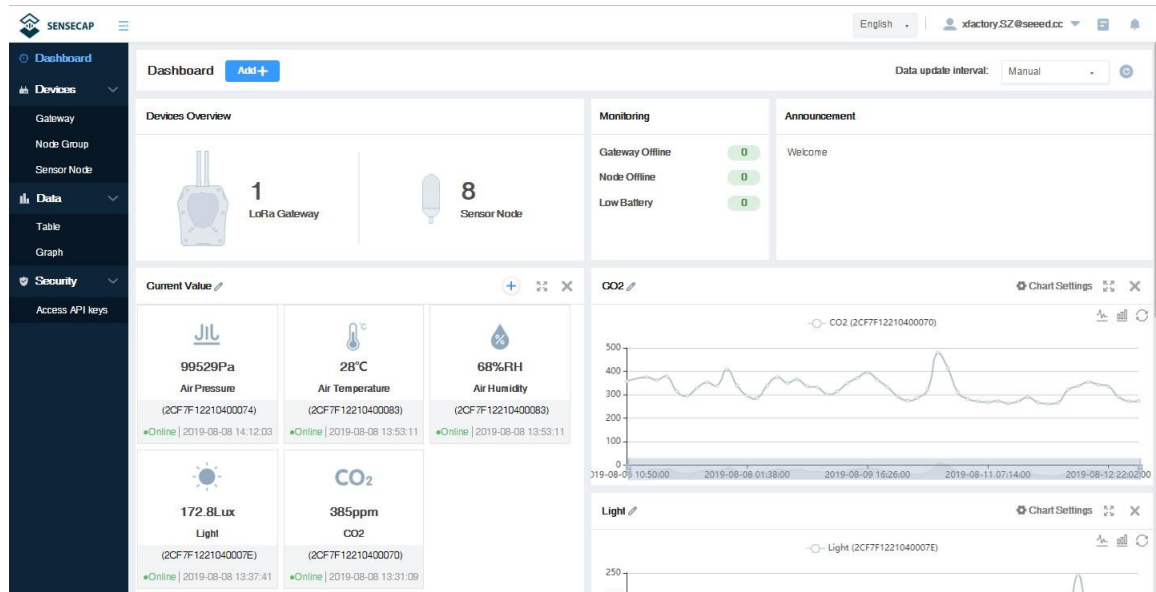 SENSECAP
English
xfactory.SZ@seeed.cc
Dashboard
Devices
Gateway
Node Group
Sensor Node
Data
Table
Graph
Security
Access API keys
Dashboard Add+
Data update interval: Manual
Devices Overview
1
LoRa Gateway
8
Sensor Node
Monitoring
Gateway Offline 0
Node Offline 0
Low Battery 0
Announcement
Welcome
Current Value
°C
99529Pa
Air Pressure
(2CF7F12210400074)
Online | 2019-08-08 14:12:03
28°C
Air Temperature
(2CF7F12210400083)
Online | 2019-08-08 13:53:11
%
68%RH
Air Humidity
(2CF7F12210400083)
Online | 2019-08-08 13:53:11
172.8Lux
Light
(2CF7F1221040007E)
Online | 2019-08-08 13:37:41
CO2
385ppm
CO2
(2CF7F12210400070)
Online | 2019-08-08 13:31:09
CO2
Chart Settings
CO2 (2CF7F12210400070)
500
400
300
200
100
0
019-08-06 10:50:00 2019-08-08 01:38:00 2019-08-09 16:26:00 2019-08-11 07:14:00 2019-08-12 22:02:00
Light
Chart Settings
Light (2CF7F1221040007E)
250